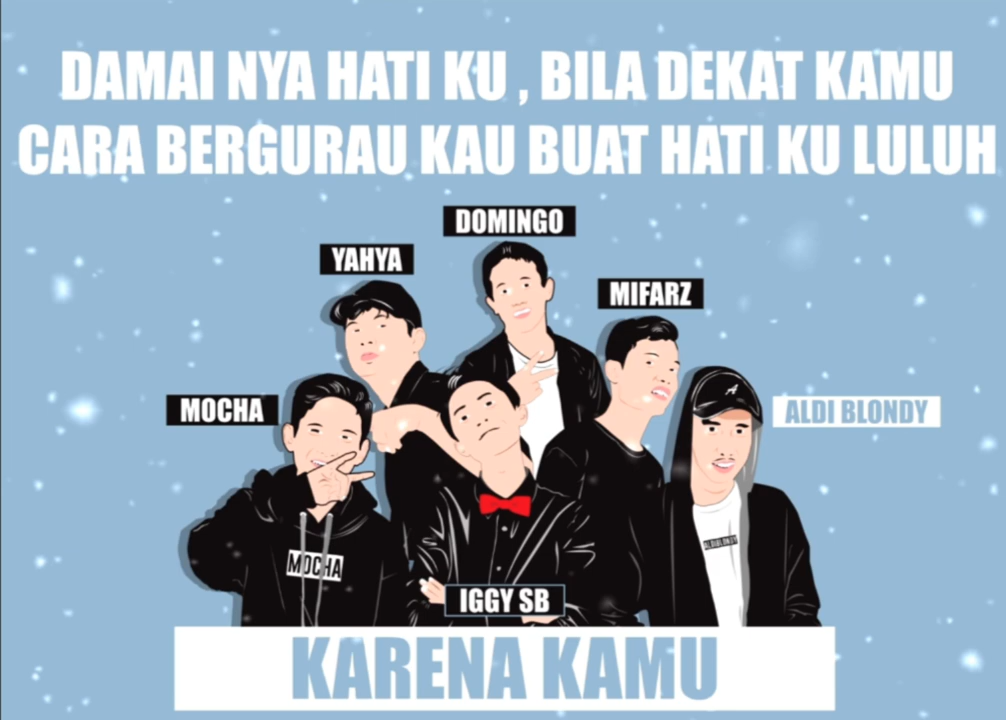 DAMAI NYA HATI KU , BILA DEKAT KAMU
CARA BERGURAU KAU BUAT HATI KU LULUH
DOMINGO
YAHYA
MIFARZ
MOCHA
ALDI BLONDY
A
ALDIBLONDY
MOCHA
IGGY SB
KARENA KAMU